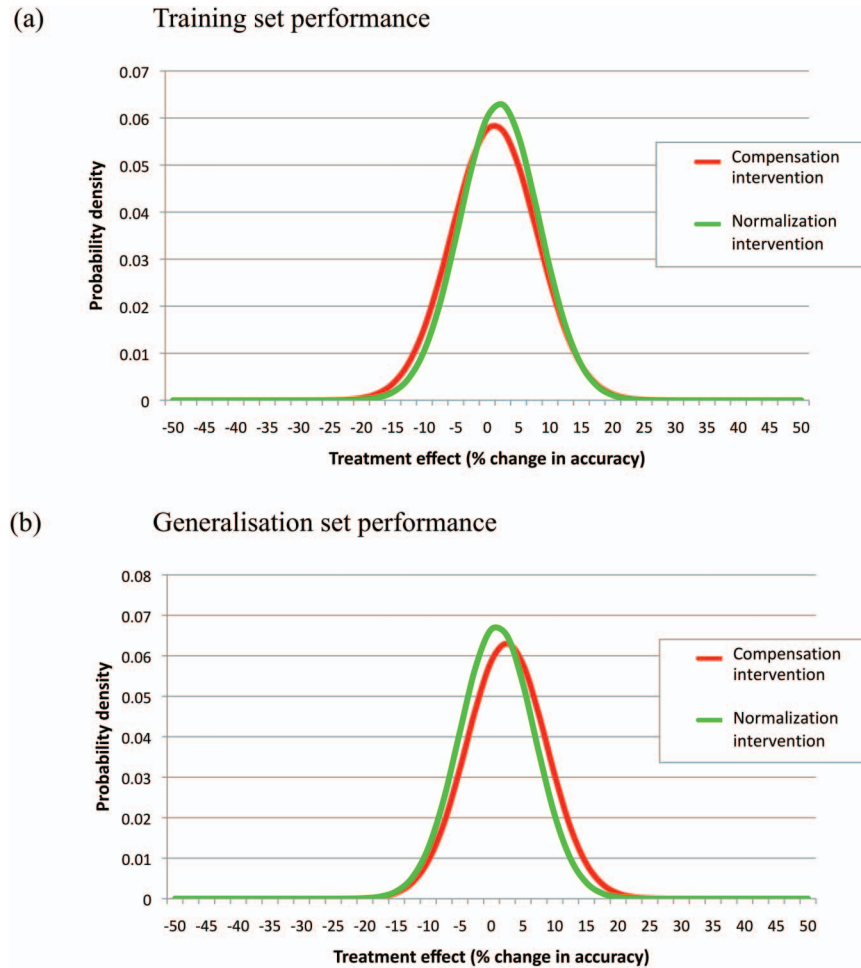 (a) Training set performance
0.07
0.06
0.05
0.04
0.03
0.02
0.01
0
Probability density
Compensation
intervention
Normalization
intervention
-50 -45 -40 -35 -30 -25 -20 -15 -10 -5 0 5 10 15 20 25 30 35 40 45 50
Treatment effect (% change in accuracy)
(b) Generalisation set performance
0.08
0.07
0.06
0.05
0.04
0.03
0.02
0.01
0
Probability density
Compensation
intervention
Normalization
intervention
-50 -45 -40 -35 -30 -25 -20 -15 -10 -5 0 5 10 15 20 25 30 35 40 45 50
Treatment effect (% change in accuracy)